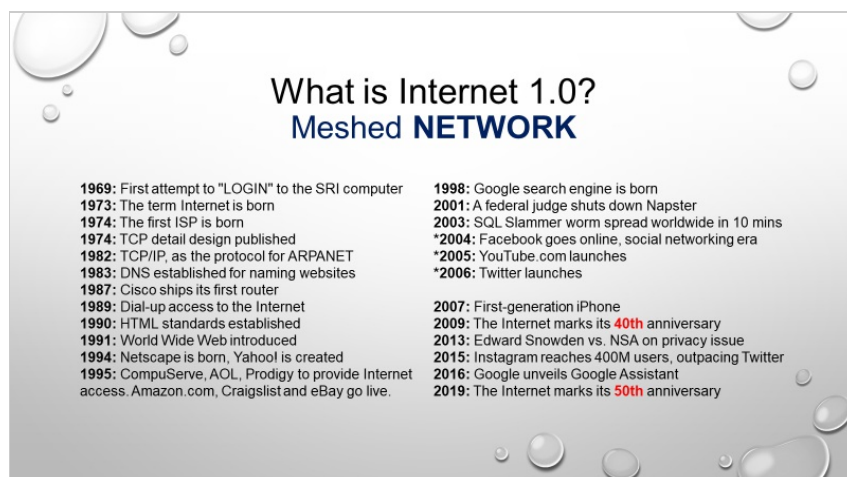 What is Internet 1.0?
Meshed NETWORK
1969: First attempt to "LOGIN" to the SRI computer
1973: The term Internet is born
1974: The first ISP is born
1974: TCP detail design published
1982: TCP/IP, as the protocol for ARPANET
1983: DNS established for naming websites
1987: Cisco ships its first router
1989: Dial-up access to the Internet
1990: HTML standards established
1991: World Wide Web introduced
1994: Netscape is born, Yahoo! is created
1995: CompuServe, AOL, Prodigy to provide Internet
access. Amazon.com, Craigslist and eBay go live.
1998: Google search engine is born
2001: A federal judge shuts down Napster
2003: SQL Slammer worm spread worldwide in 10 mins
*2004: Facebook goes online, social networking era
*2005: YouTube.com launches
*2006: Twitter launches
2007: First-generation iPhone
2009: The Internet marks its 40th anniversary
2013: Edward Snowden vs. NSA on privacy issue
2015: Instagram reaches 400M users, outpacing Twitter
2016: Google unveils Google Assistant
2019: The Internet marks its 50th anniversary